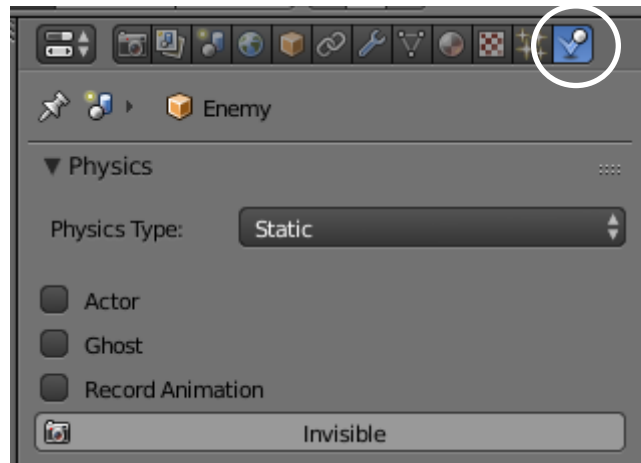 Enemy
Physics
Physics Type: Static
Actor
Ghost
Record Animation
Invisible